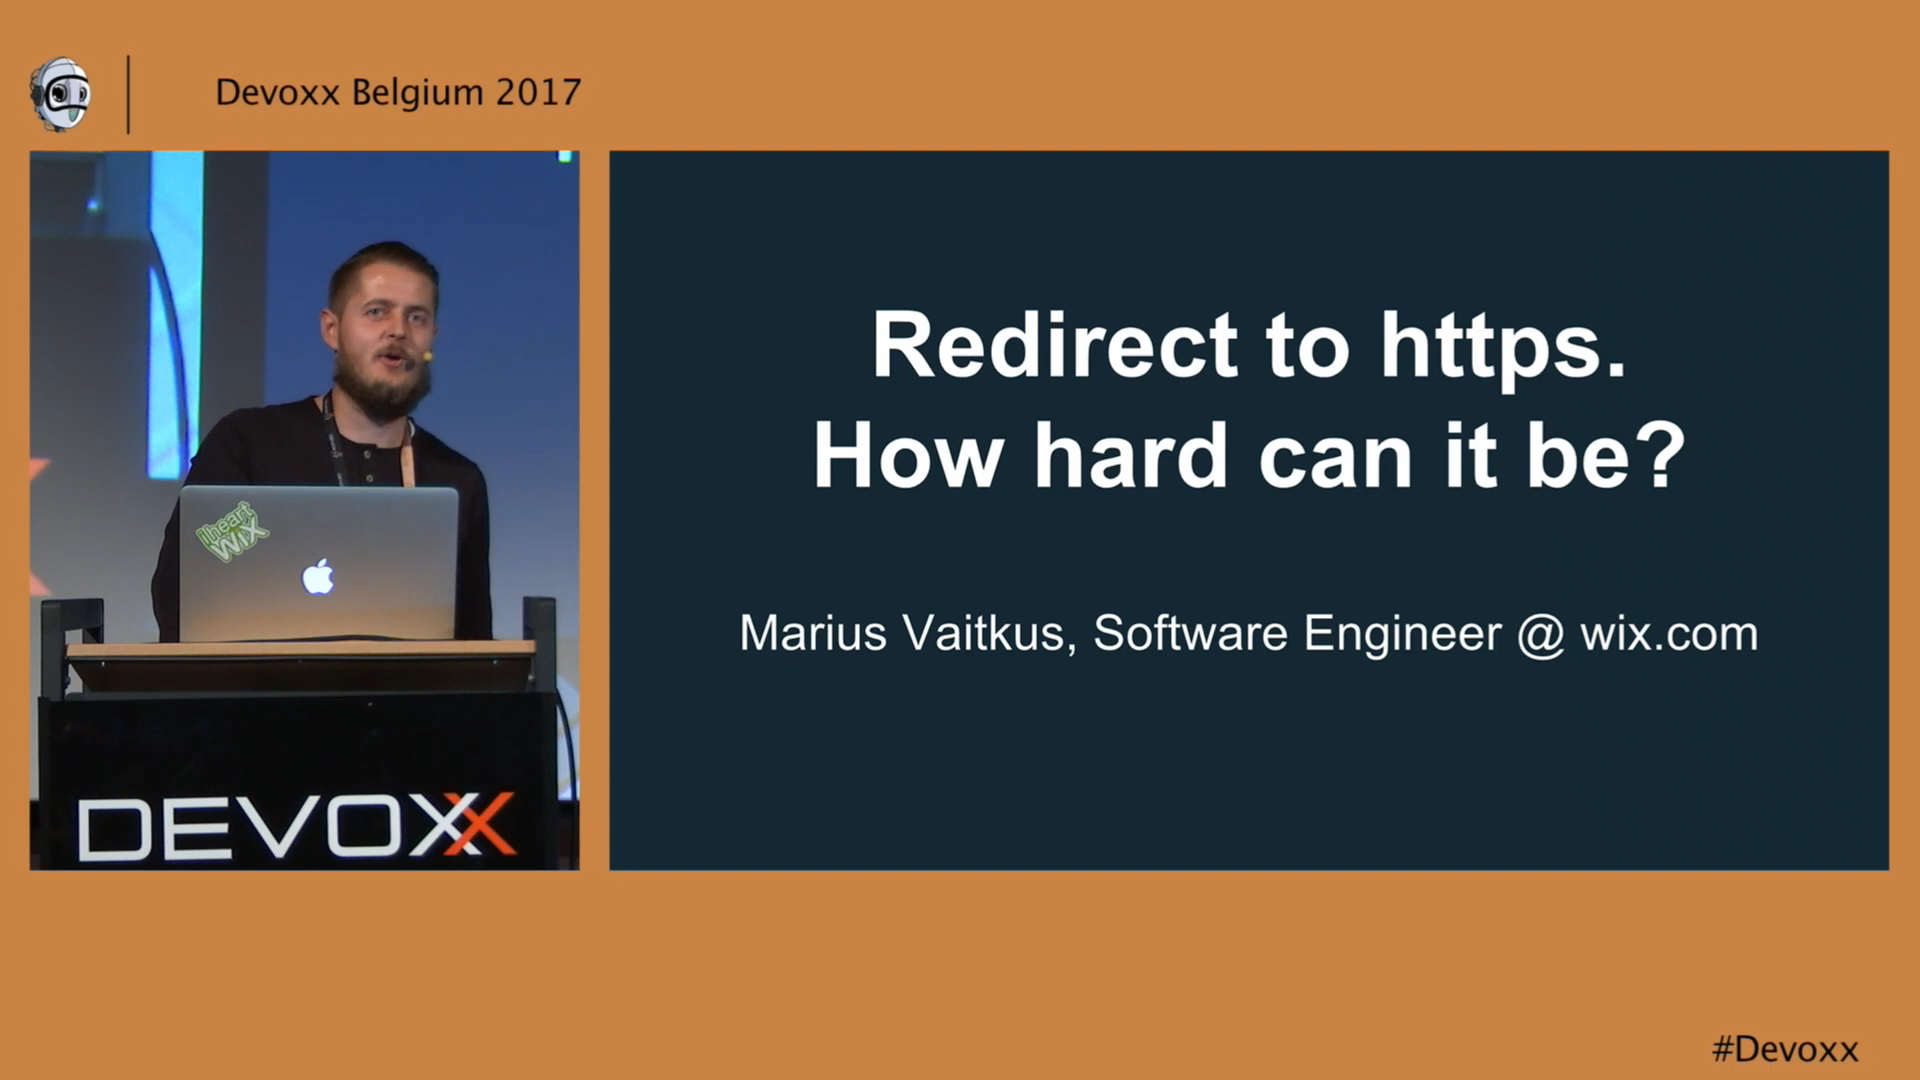 Devoxx Belgium 2017
iheart
WIX
DEVOXX
Redirect to https.
How hard can it be?
Marius Vaitkus, Software Engineer @ wix.com
#Devoxx